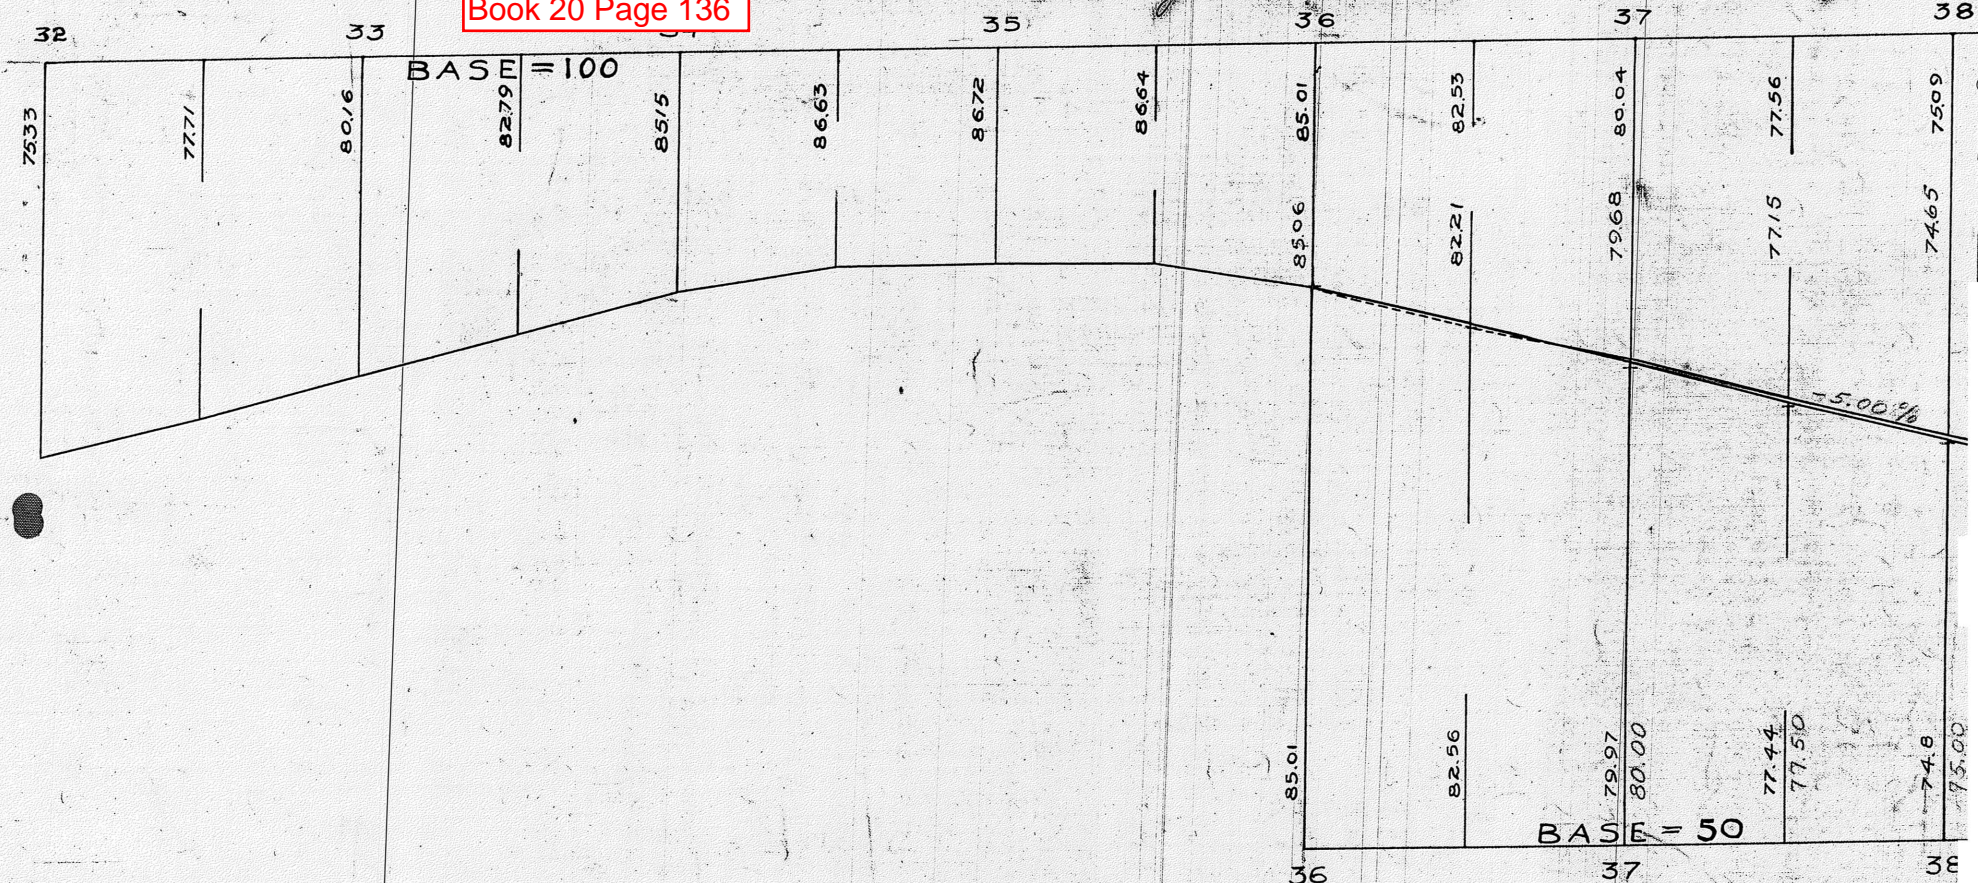 Book 20 Page 136
32 33 35 36 37 38
BASE = 100
75.33 77.71 80.16 82.79 85.15 86.63 86.72 86.64 85.01 82.53 80.04 77.56 75.09
85.06 82.21 79.68 77.15 74.65
-5.00%
85.01 82.56 79.97 77.44 74.8
80.00 77.50 75.00
BASE = 50
36 37 38